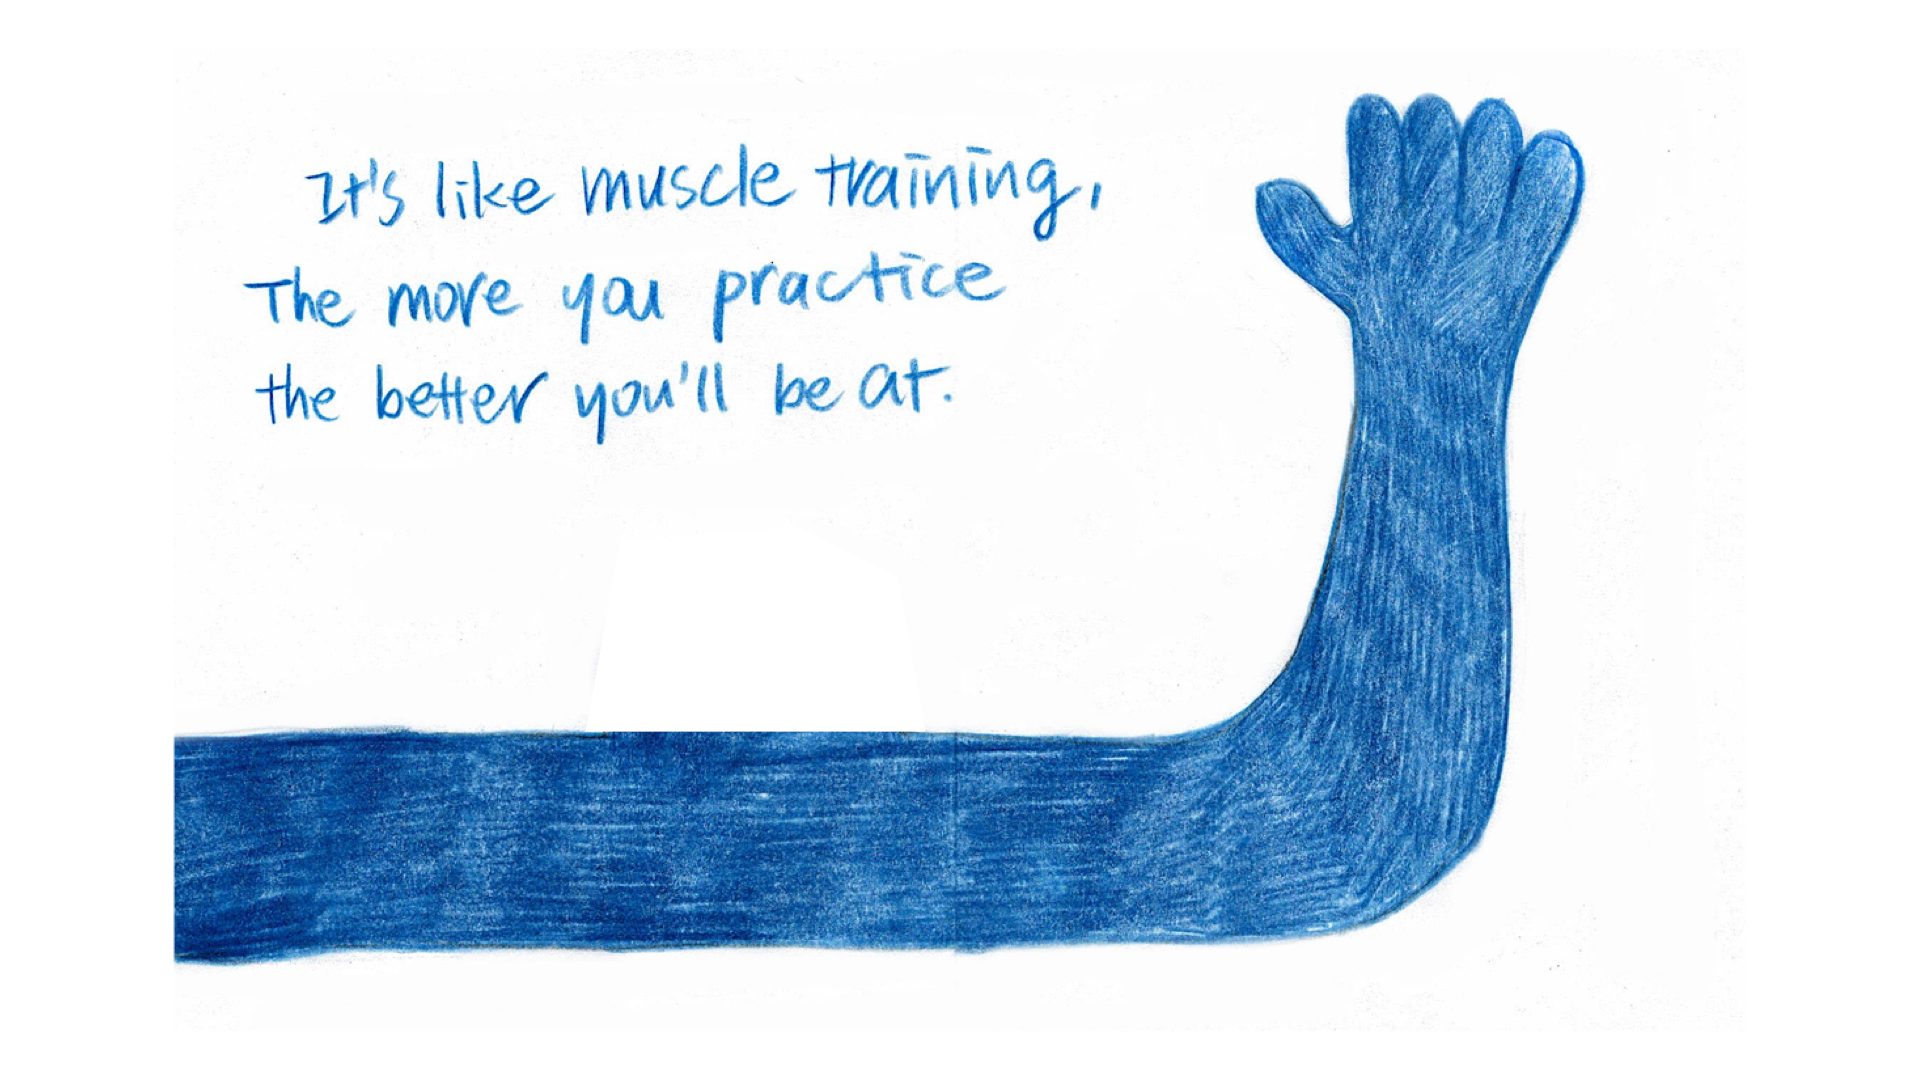 It's like muscle training,
The more you practice
the better you'll be at.